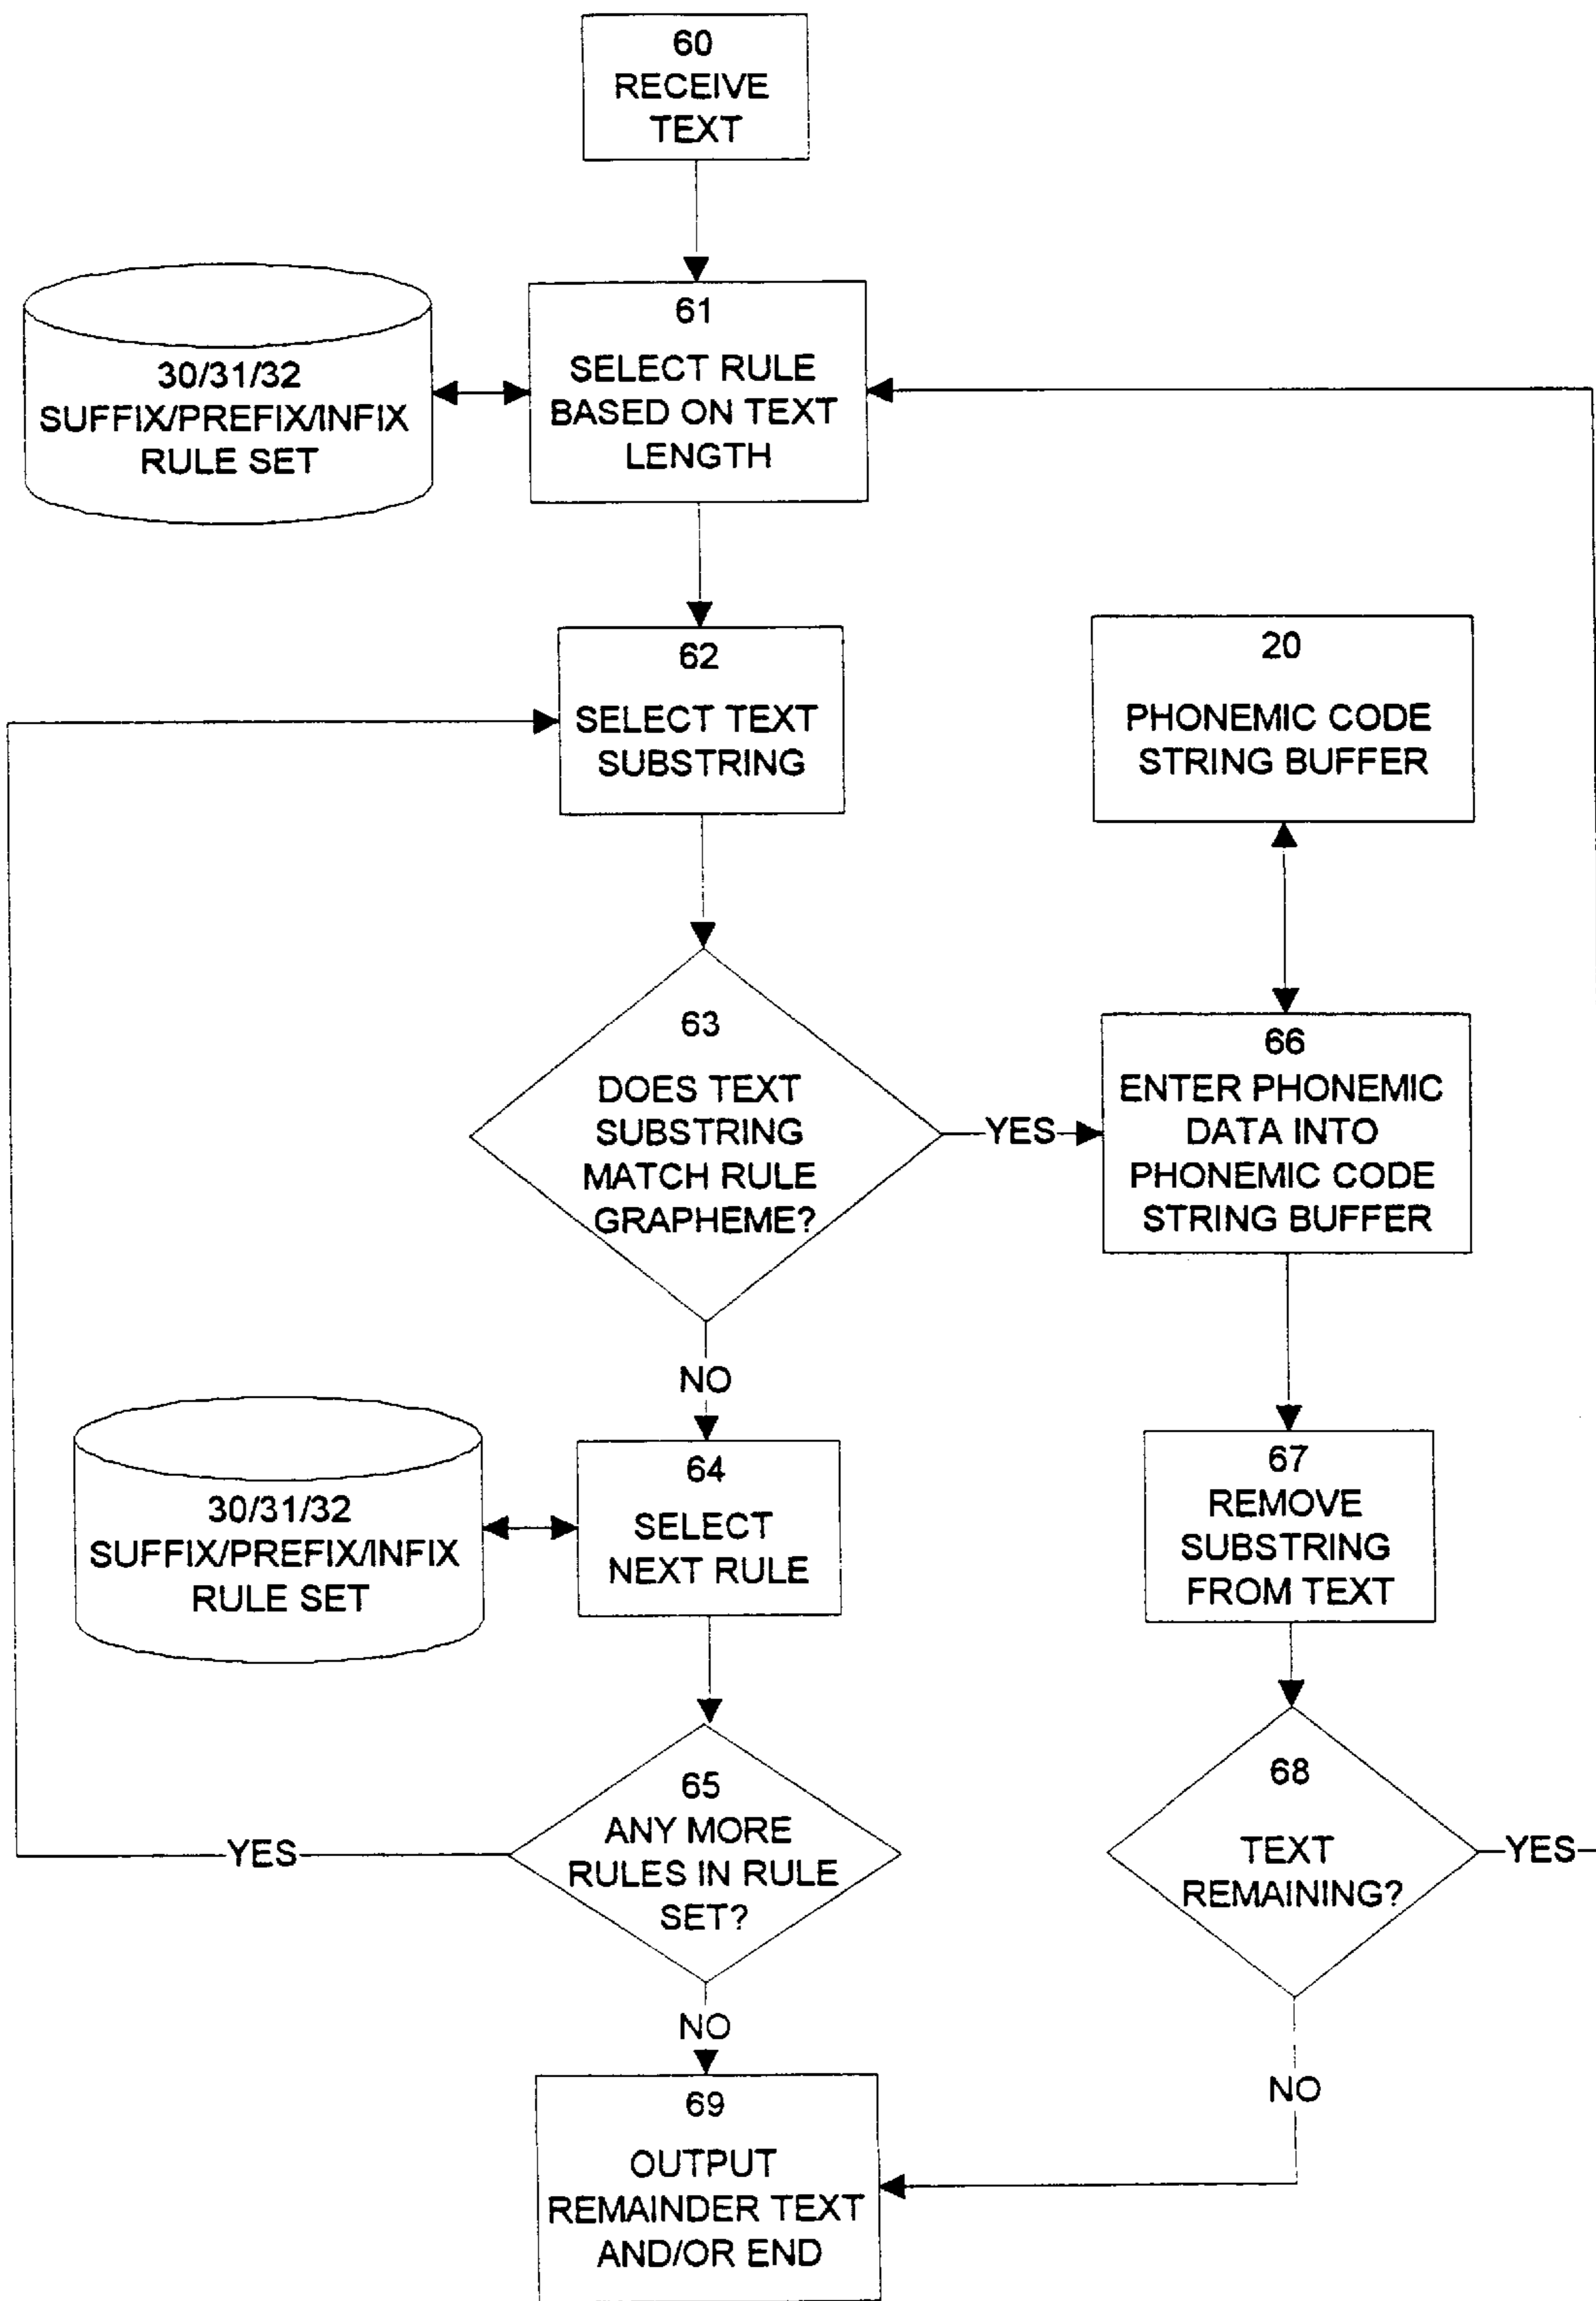 60
RECEIVE
TEXT
61
SELECT RULE
BASED ON TEXT
LENGTH
30/31/32
SUFFIX/PREFIX/INFIX
RULE SET
62
SELECT TEXT
SUBSTRING
20
PHONEMIC CODE
STRING BUFFER
63
DOES TEXT
SUBSTRING
MATCH RULE
GRAPHEME?
YES
66
ENTER PHONEMIC
DATA INTO
PHONEMIC CODE
STRING BUFFER
NO
64
SELECT
NEXT RULE
30/31/32
SUFFIX/PREFIX/INFIX
RULE SET
67
REMOVE
SUBSTRING
FROM TEXT
65
ANY MORE
RULES IN RULE
SET?
YES
68
TEXT
REMAINING?
YES
NO
NO
69
OUTPUT
REMAINDER TEXT
AND/OR END